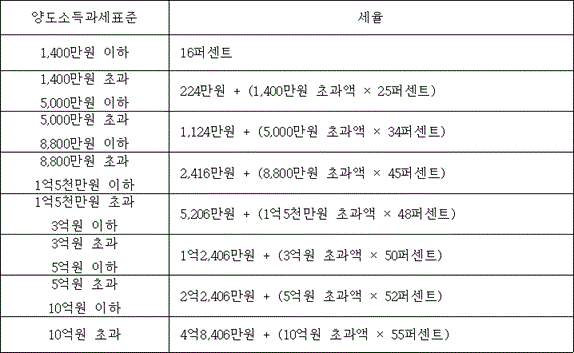 양도소득과세표준 세율
1,400만원 이하 16퍼센트
1,400만원 초과
5,000만원 이하
224만원 + (1,400만원 초과액 × 25퍼센트)
5,000만원 초과
8,800만원 이하
1,124만원 + (5,000만원 초과액 × 34퍼센트)
8,800만원 초과
1억5천만원 이하
2,416만원 + (8,800만원 초과액 × 45퍼센트)
1억5천만원 초과
3억원 이하
5,206만원 + (1억5천만원 초과액 × 48퍼센트)
3억원 초과
5억원 이하
1억2,406만원 + (3억원 초과액 × 50퍼센트)
5억원 초과
10억원 이하
2억2,406만원 + (5억원 초과액 × 52퍼센트)
10억원 초과 4억8,406만원 + (10억원 초과액 × 55퍼센트)